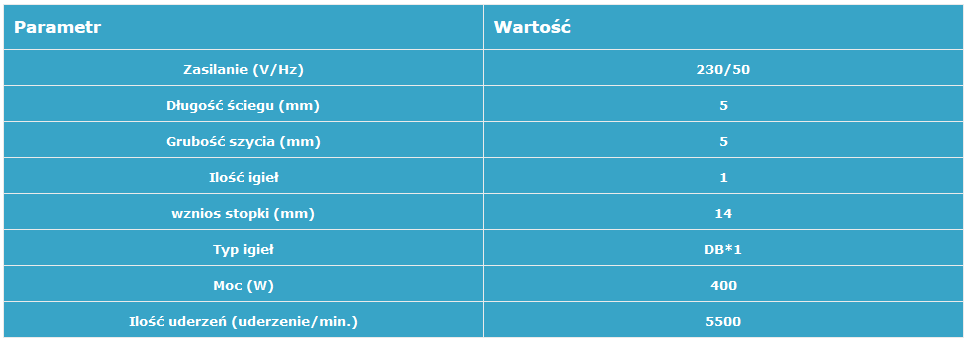 Parametr Wartość
Zasilanie (V/Hz) 230/50
Długość ściegu (mm) 5
Grubość szycia (mm) 5
Ilość igieł 1
wznios stopki (mm) 14
Typ igieł DB*1
Moc (W) 400
Ilość uderzeń (uderzenie/min.) 5500